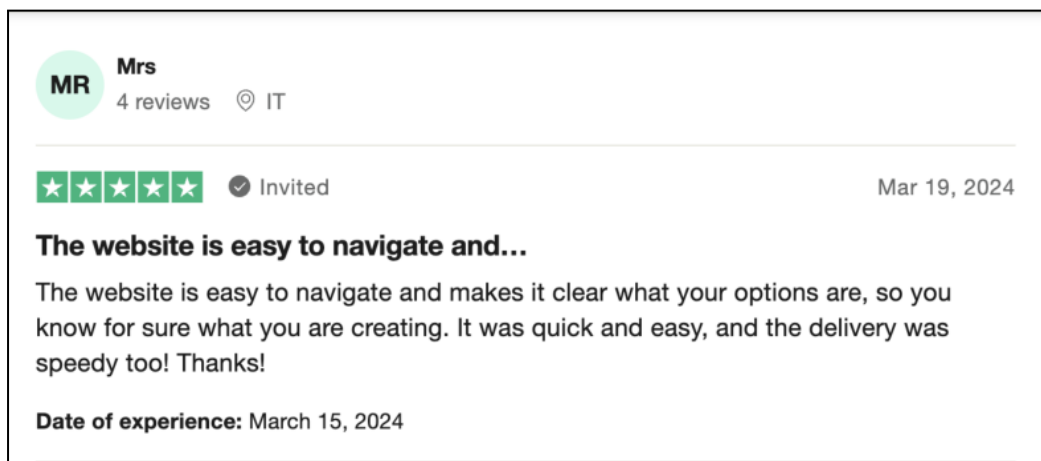 MR
Mrs
4 reviews IT
Invited Mar 19, 2024
The website is easy to navigate and...
The website is easy to navigate and makes it clear what your options are, so you
know for sure what you are creating. It was quick and easy, and the delivery was
speedy too! Thanks!
Date of experience: March 15, 2024